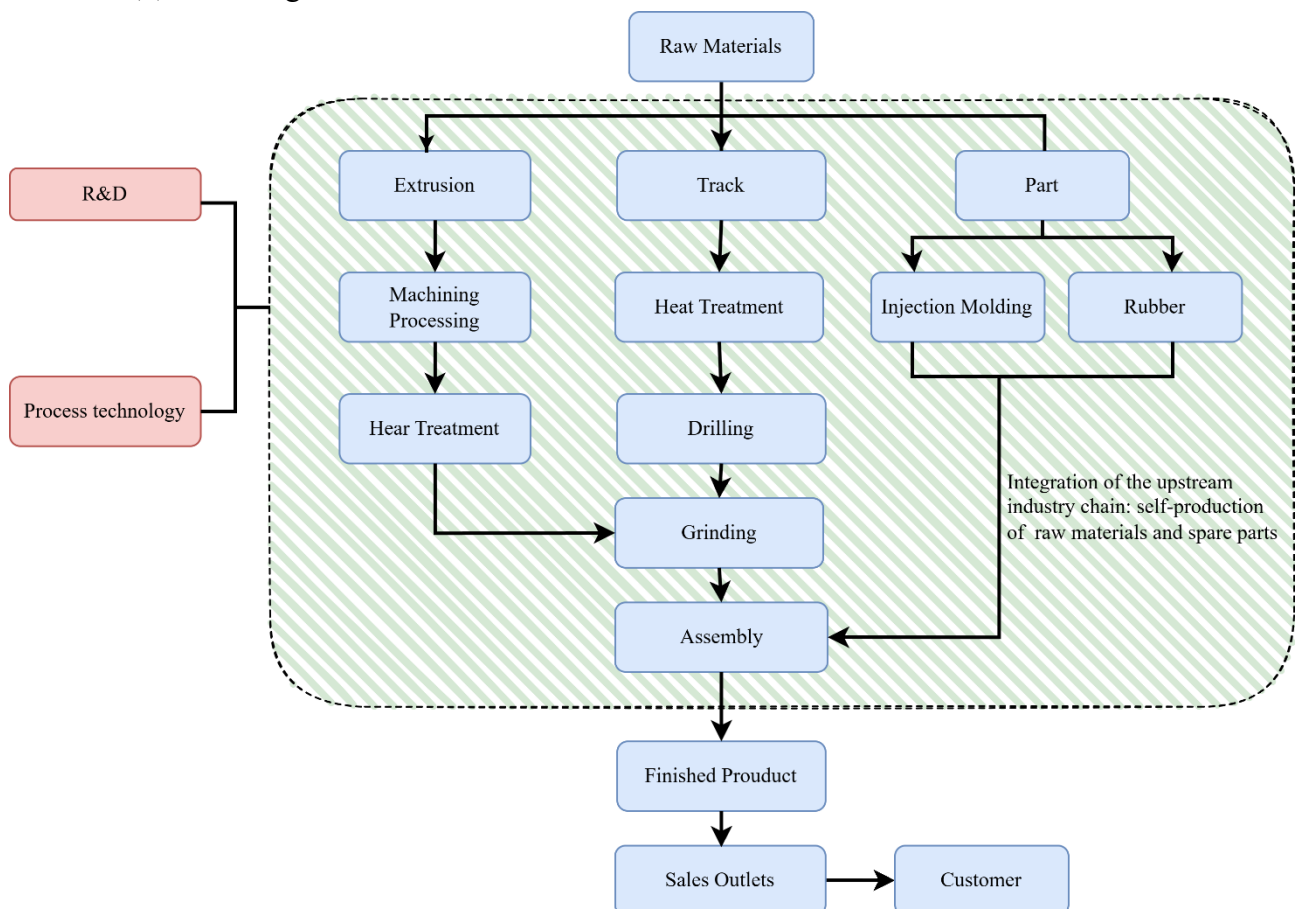 Raw Materials
Extrusion
Track
Part
R&D
Machining
Processing
Heat Treatment
Injection Molding
Rubber
Process technology
Hear Treatment
Drilling
Integration of the upstream
industry chain: self-production
of raw materials and spare parts
Grinding
Assembly
Finished Prouduct
Sales Outlets
Customer